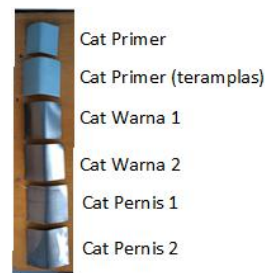 Cat Primer
Cat Primer (teramplas)
Cat Warna 1
Cat Warna 2
Cat Pernis 1
Cat Pernis 2